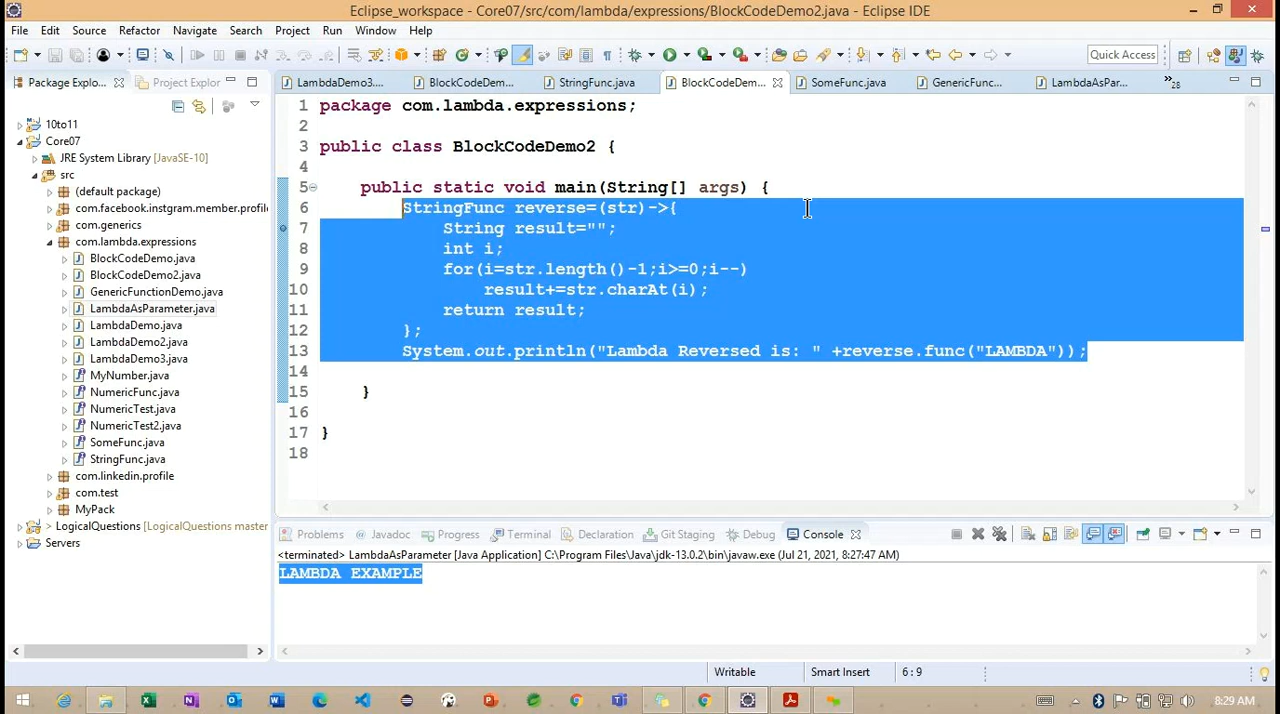 Eclipse_workspace - Core07/src/com/lambda/expressions/BlockCodeDemo2.java - Eclipse IDE
File Edit Source Refactor Navigate Search Project Run Window Help
Quick Access
Package Explo... Project Explor
LambdaDemo3.... BlockCodeDem... StringFunc.java BlockCodeDem... SomeFunc.java GenericFunc... LambdaAsPar... »28
10to11
Core07
JRE System Library [JavaSE-10]
src
(default package)
com.facebook.instgram.member.profile
com.generics
com.lambda.expressions
BlockCodeDemo.java
BlockCodeDemo2.java
GenericFunctionDemo.java
LambdaAsParameter.java
LambdaDemo.java
LambdaDemo2.java
LambdaDemo3.java
MyNumber.java
NumericFunc.java
NumericTest.java
NumericTest2.java
SomeFunc.java
StringFunc.java
com.linkedin.profile
com.test
MyPack
> LogicalQuestions [LogicalQuestions master
Servers
1 package com.lambda.expressions;
2
3 public class BlockCodeDemo2 {
4
5 public static void main(String[] args) {
6 StringFunc reverse=(str)->{
7 String result="";
8 int i;
9 for(i=str.length()-1;i>=0;i--)
10 result+=str.charAt(i);
11 return result;
12 };
13 System.out.println("Lambda Reversed is: " +reverse.func("LAMBDA"));
14
15 }
16
17 }
18
Problems Javadoc Progress Terminal Declaration Git Staging Debug Console
<terminated> LambdaAsParameter [Java Application] C:\Program Files\Java\jdk-13.0.2\bin\javaw.exe (Jul 21, 2021, 8:27:47 AM)
LAMBDA EXAMPLE
Writable Smart Insert 6 : 9
8:29 AM